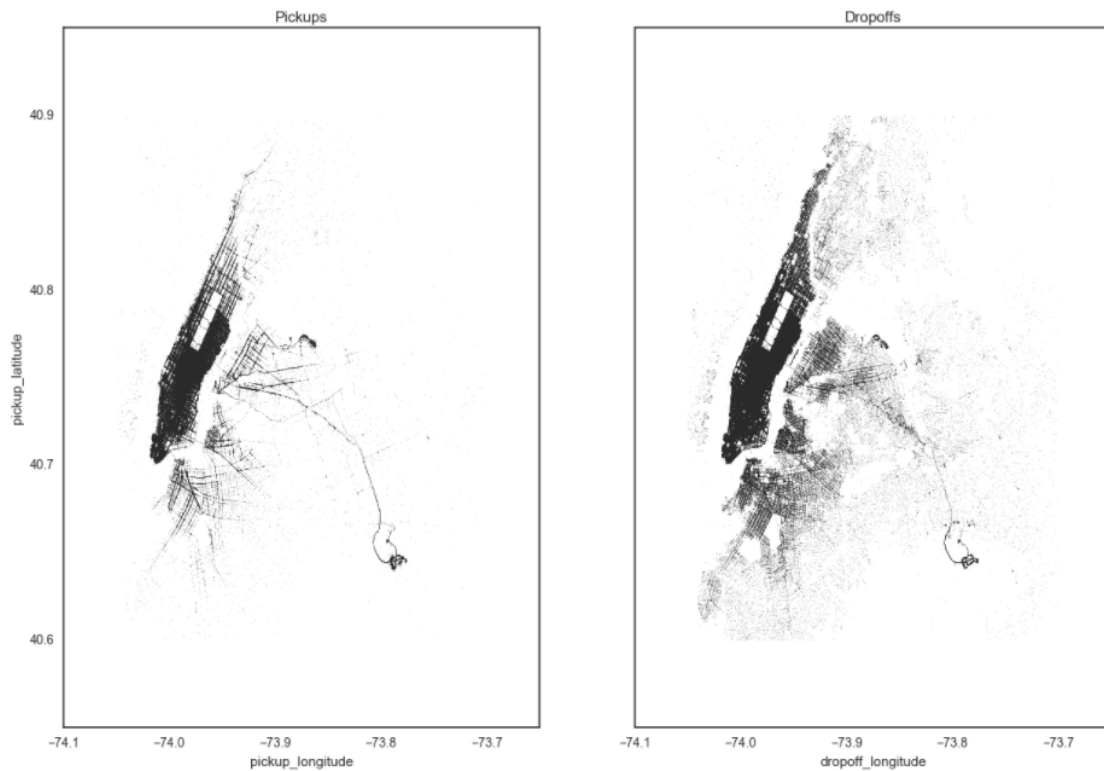 Pickups
Dropoffs
40.9
40.8
40.7
40.6
pickup_latitude
−74.1
−74.0
−73.9
−73.8
−73.7
−74.1
−74.0
−73.9
−73.8
−73.7
pickup_longitude
dropoff_longitude